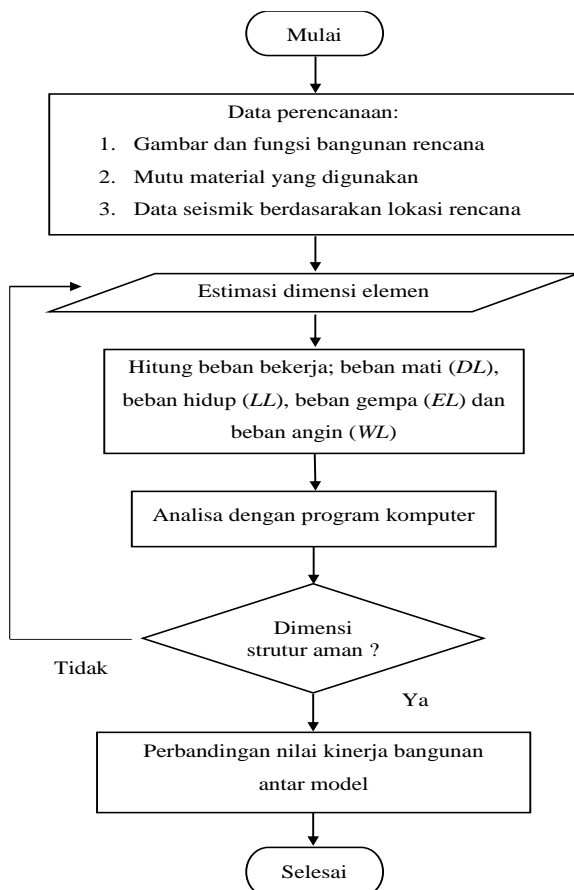 Mulai
Data perencanaan:
1. Gambar dan fungsi bangunan rencana
2. Mutu material yang digunakan
3. Data seismik berdasarakan lokasi rencana
Estimasi dimensi elemen
Hitung beban bekerja; beban mati (DL),
beban hidup (LL), beban gempa (EL) dan
beban angin (WL)
Analisa dengan program komputer
Dimensi
strutur aman ?
Tidak
Ya
Perbandingan nilai kinerja bangunan
antar model
Selesai